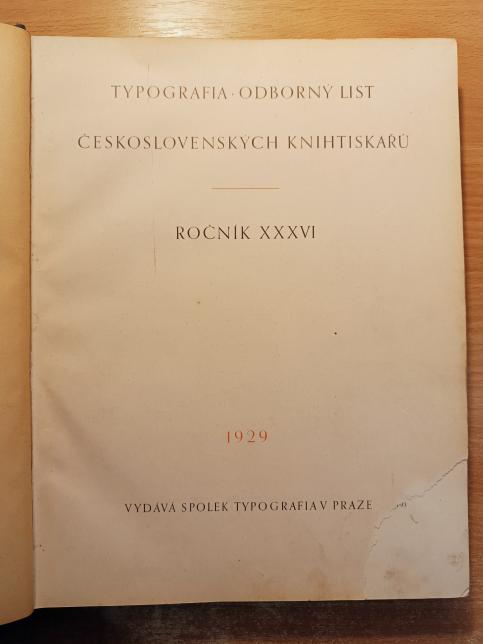 TYPOGRAFIA · ODBORNÝ LIST
ČESKOSLOVENSKÝCH KNIHTISKAŘŮ
ROČNÍK XXXVI
1929
VYDÁVÁ SPOLEK TYPOGRAFIA V PRAZE